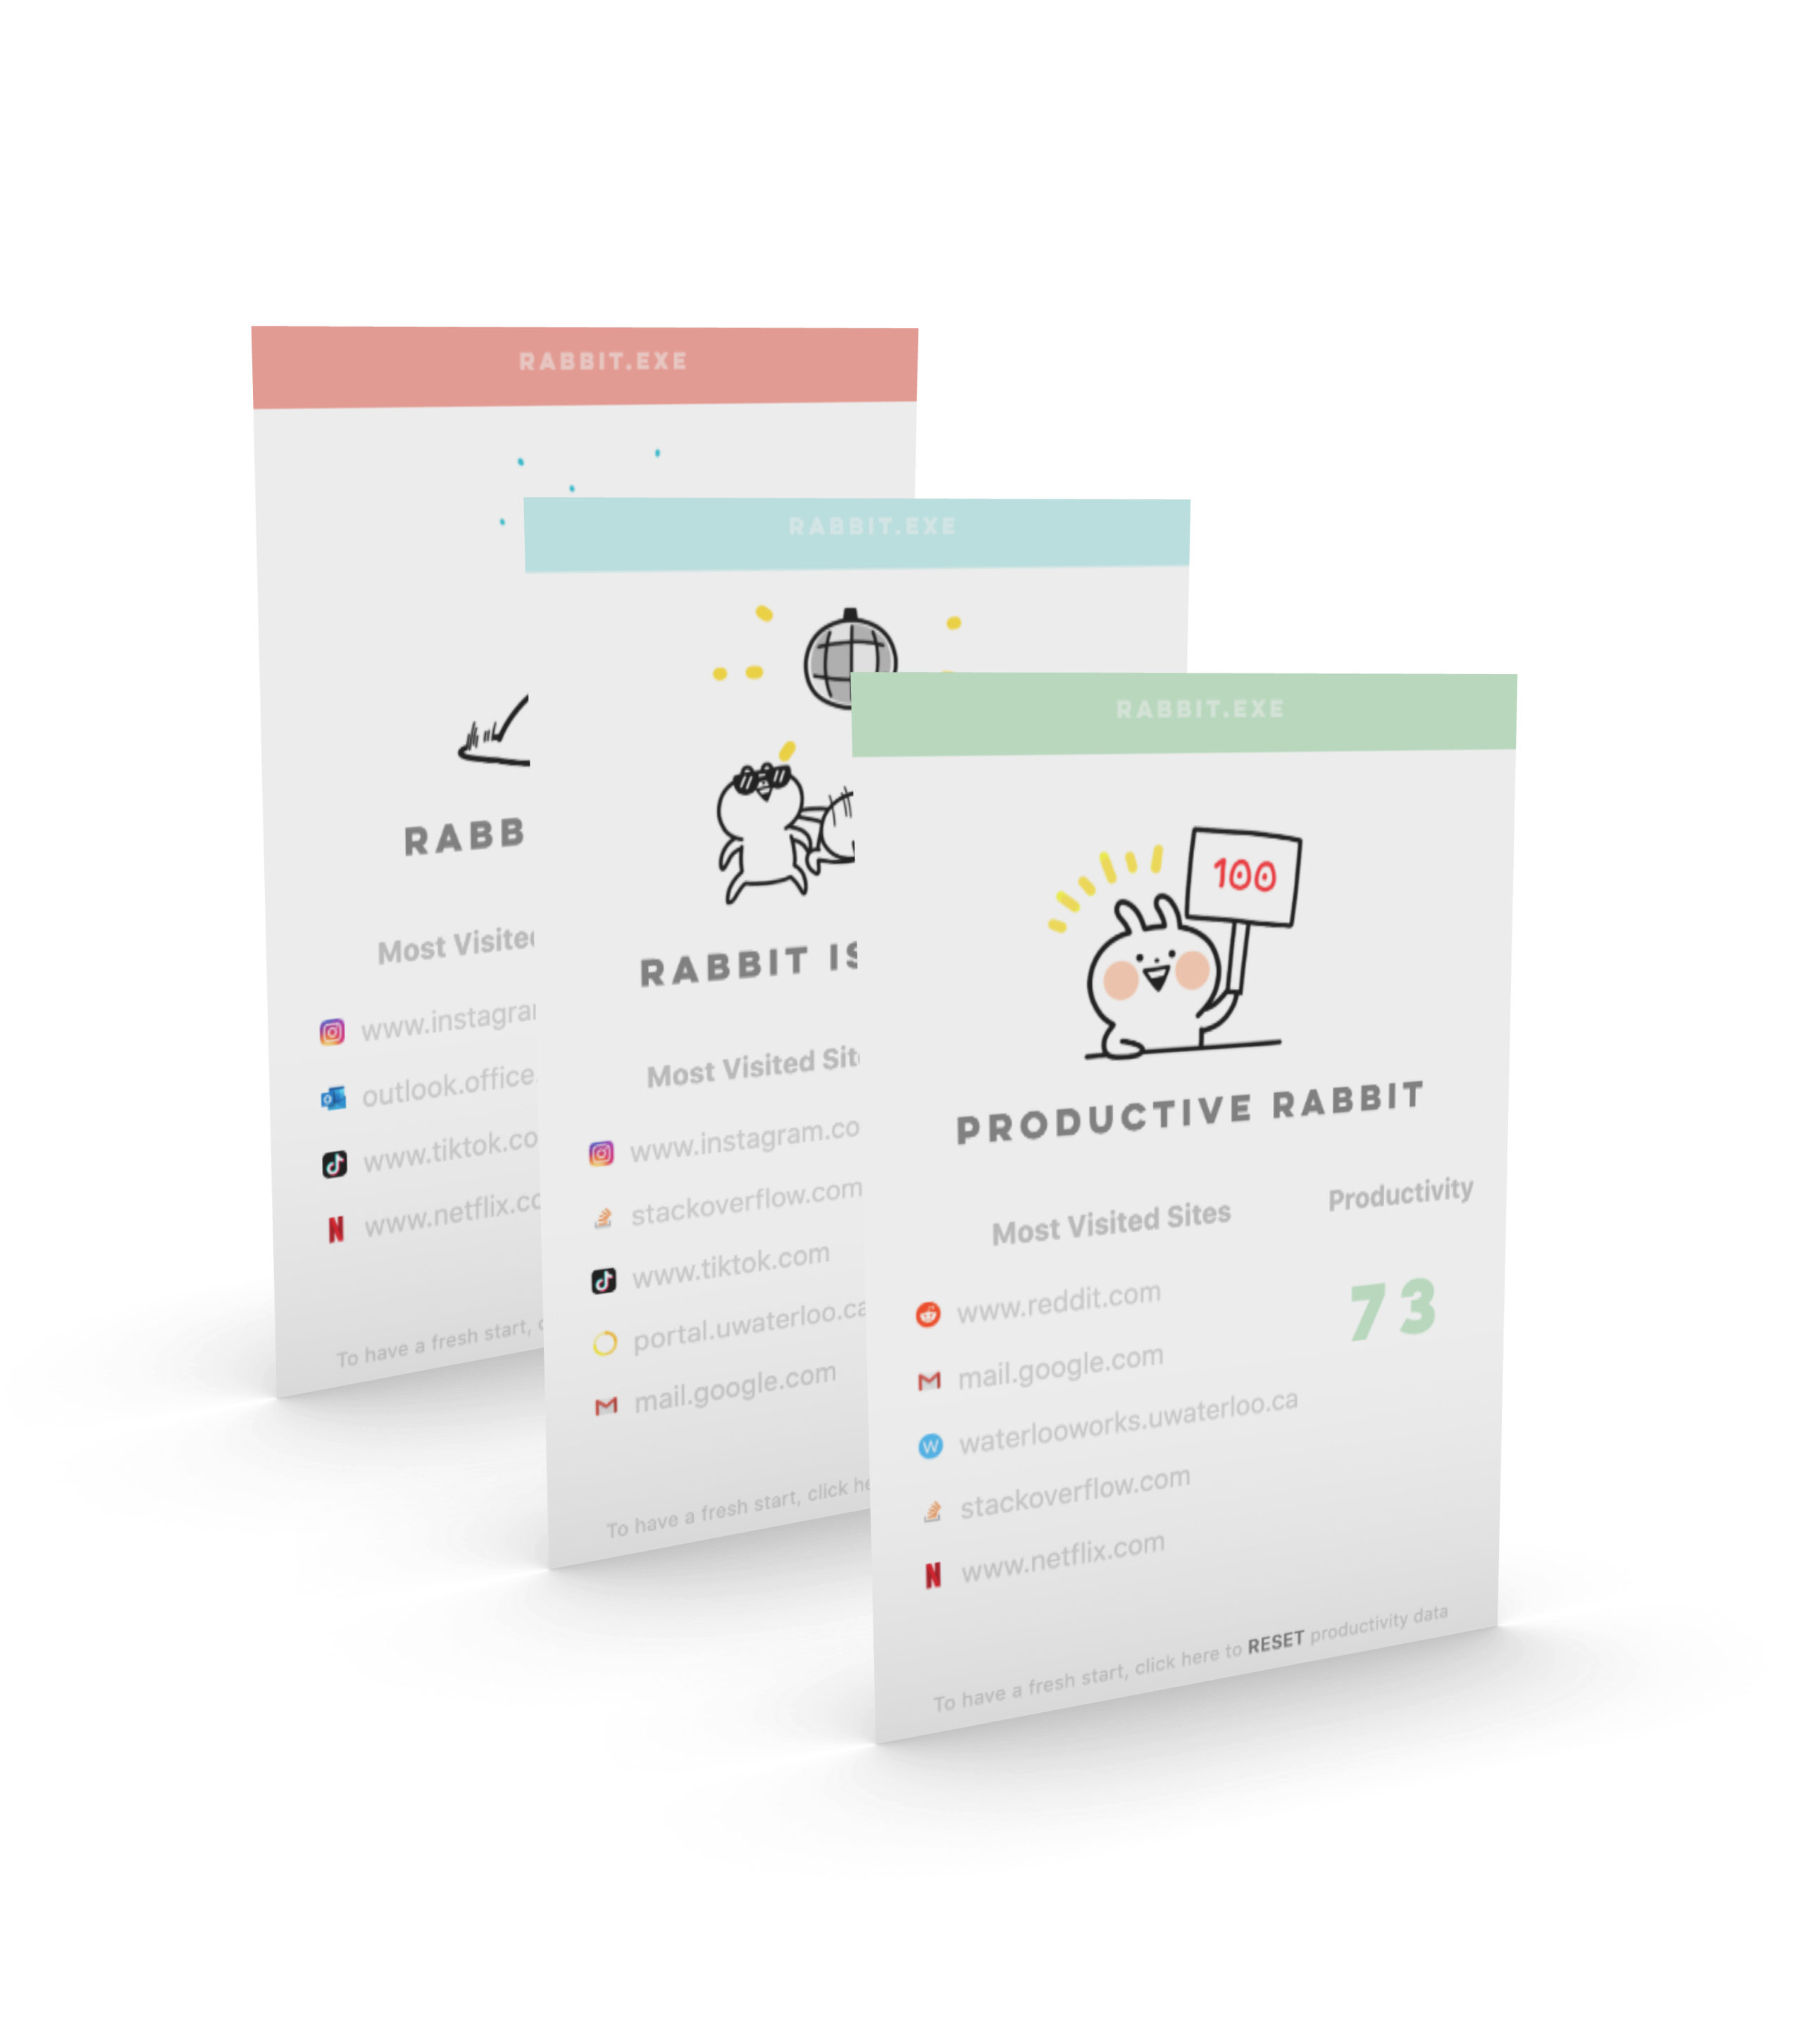 RABBIT.EXE
RABB
Most Visited
www.instagra
outlook.office.
www.tiktok.co
www.netflix.co
To have a fresh start,
RABBIT.EXE
RABBIT IS
Most Visited Sit
www.instagram.co
stackoverflow.com
www.tiktok.com
portal.uwaterloo.ca
mail.google.com
To have a fresh start, click he
RABBIT.EXE
100
PRODUCTIVE RABBIT
Most Visited Sites
Productivity
73
www.reddit.com
mail.google.com
W
waterlooworks.uwaterloo.ca
stackoverflow.com
N
www.netflix.com
To have a fresh start, click here to RESET productivity data